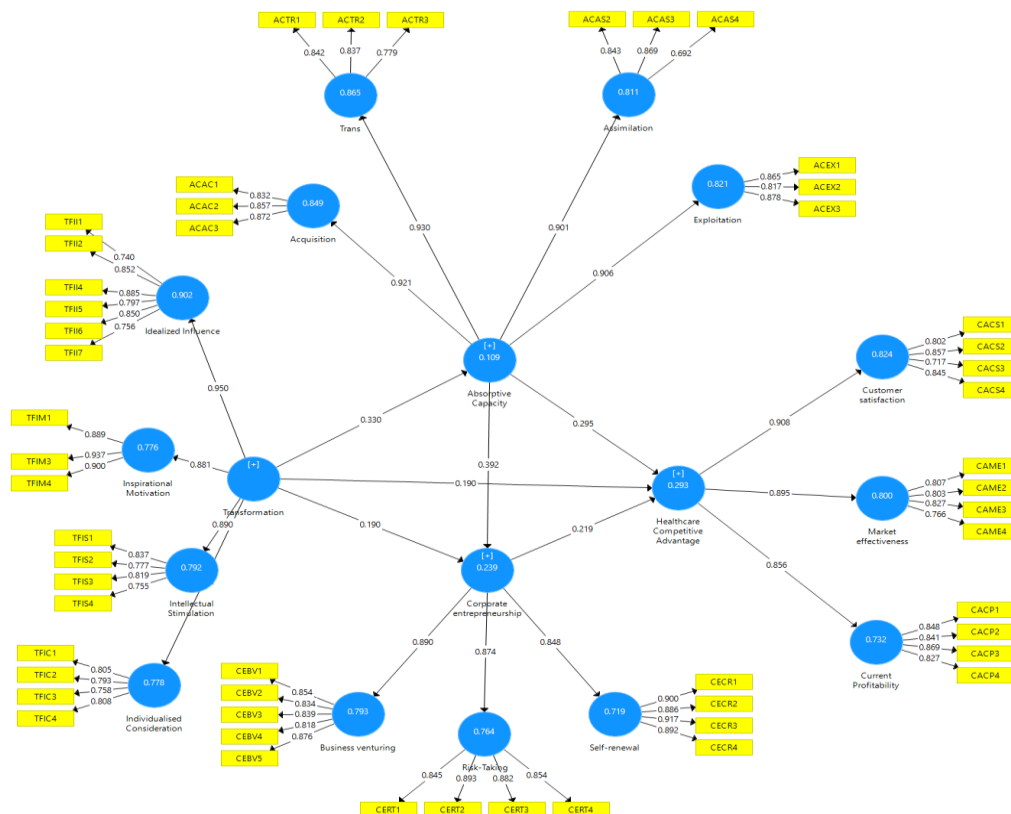 ACTR1 ACTR2 ACTR3
0.842 0.837 0.779
0.865
Trans
ACAS2 ACAS3 ACAS4
0.843 0.869 0.692
0.811
Assimilation
ACAC1
ACAC2
ACAC3
0.832
0.857
0.872
0.849
Acquisition
0.930
0.901
0.921
0.906
0.821
Exploitation
0.865
0.817
0.878
ACEX1
ACEX2
ACEX3
TFII1
TFII2
TFII4
TFII5
TFII6
TFII7
0.740
0.852
0.885
0.797
0.850
0.756
0.902
Idealized Influence
0.950
[+]
0.109
Absorptive
Capacity
0.330
0.295
0.392
0.190
0.190
0.219
TFIM1
TFIM3
TFIM4
0.889
0.937
0.900
0.776
Inspirational
Motivation
0.881
[+]
Transformation
0.890
[+]
0.293
Healthcare
Competitive
Advantage
0.908
0.895
0.856
0.824
Customer
satisfaction
0.802
0.857
0.717
0.845
CACS1
CACS2
CACS3
CACS4
0.800
Market
effectiveness
0.807
0.803
0.827
0.766
CAME1
CAME2
CAME3
CAME4
TFIS1
TFIS2
TFIS3
TFIS4
0.837
0.777
0.819
0.755
0.792
Intellectual
Stimulation
[+]
0.239
Corporate
entrepreneurship
0.890
0.874
0.848
0.732
Current
Profitability
0.848
0.841
0.869
0.827
CACP1
CACP2
CACP3
CACP4
TFIC1
TFIC2
TFIC3
TFIC4
0.805
0.793
0.758
0.808
0.778
Individualised
Consideration
CEBV1
CEBV2
CEBV3
CEBV4
CEBV5
0.854
0.834
0.839
0.818
0.876
0.793
Business venturing
0.764
Risk-Taking
0.845 0.893 0.882 0.854
CERT1 CERT2 CERT3 CERT4
0.719
Self-renewal
0.900
0.886
0.917
0.892
CECR1
CECR2
CECR3
CECR4